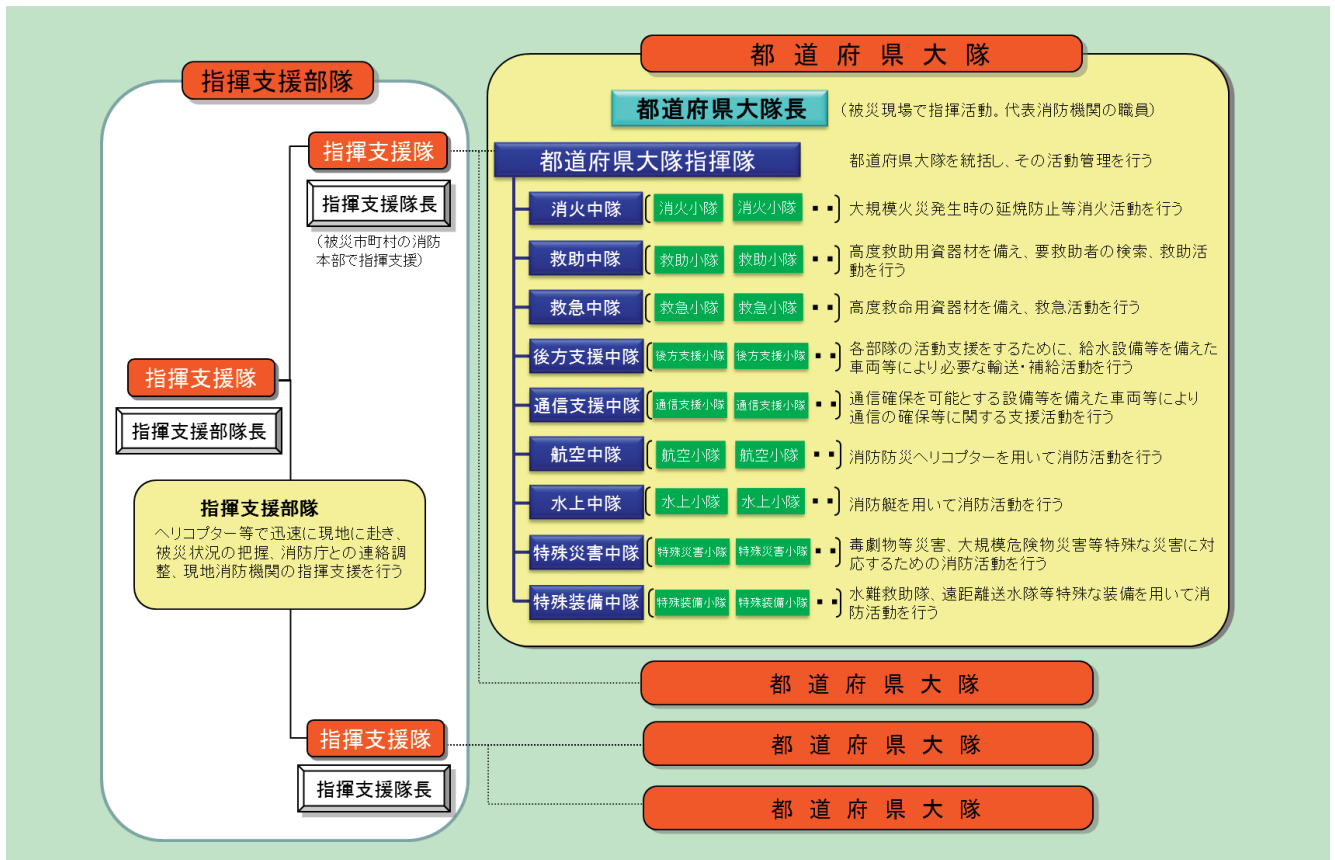 指揮支援部隊
指揮支援隊
指揮支援隊長
（被災市町村の消防
本部で指揮支援）
指揮支援隊
指揮支援部隊長
指揮支援部隊
ヘリコプター等で迅速に現地に赴き、
被災状況の把握、消防庁との連絡調
整、現地消防機関の指揮支援を行う
指揮支援隊
指揮支援隊長
都道府県大隊
都道府県大隊長 （被災現場で指揮活動。代表消防機関の職員）
都道府県大隊指揮隊 都道府県大隊を統括し、その活動管理を行う
消火中隊 消火小隊 消火小隊 ▪▪ 大規模火災発生時の延焼防止等消火活動を行う
救助中隊 救助小隊 救助小隊 ▪▪ 高度救助用資器材を備え、要救助者の検索、救助活
動を行う
救急中隊 救急小隊 救急小隊 ▪▪ 高度救命用資器材を備え、救急活動を行う
後方支援中隊 後方支援小隊 後方支援小隊 ▪▪ 各部隊の活動支援をするために、給水設備等を備えた
車両等により必要な輸送・補給活動を行う
通信支援中隊 通信支援小隊 通信支援小隊 ▪▪ 通信確保を可能とする設備等を備えた車両等により
通信の確保等に関する支援活動を行う
航空中隊 航空小隊 航空小隊 ▪▪ 消防防災ヘリコプターを用いて消防活動を行う
水上中隊 水上小隊 水上小隊 ▪▪ 消防艇を用いて消防活動を行う
特殊災害中隊 特殊災害小隊 特殊災害小隊 ▪▪ 毒劇物等災害、大規模危険物災害等特殊な災害に対
応するための消防活動を行う
特殊装備中隊 特殊装備小隊 特殊装備小隊 ▪▪ 水難救助隊、遠距離送水隊等特殊な装備を用いて消
防活動を行う
都道府県大隊
都道府県大隊
都道府県大隊